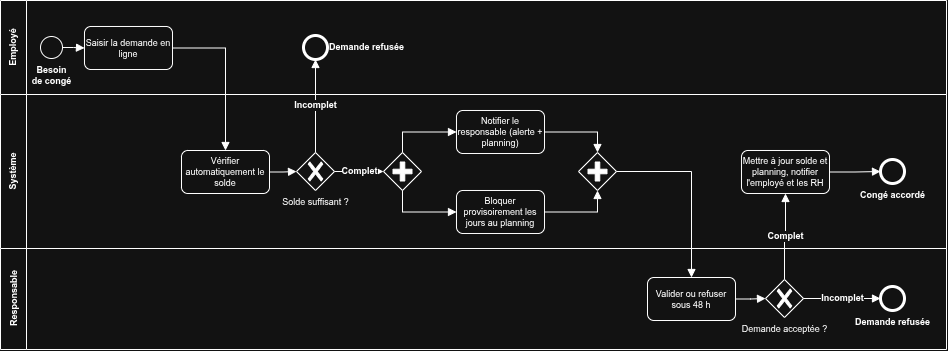 Employé
Besoin
de congé
Saisir la demande en
ligne
Demande refusée
Incomplet
Système
Vérifier
automatiquement le
solde
Solde suffisant ?
Complet
Notifier le
responsable (alerte +
planning)
Bloquer
provisoirement les
jours au planning
Mettre à jour solde et
planning, notifier
l'employé et les RH
Congé accordé
Complet
Responsable
Valider ou refuser
sous 48 h
Demande acceptée ?
Incomplet
Demande refusée